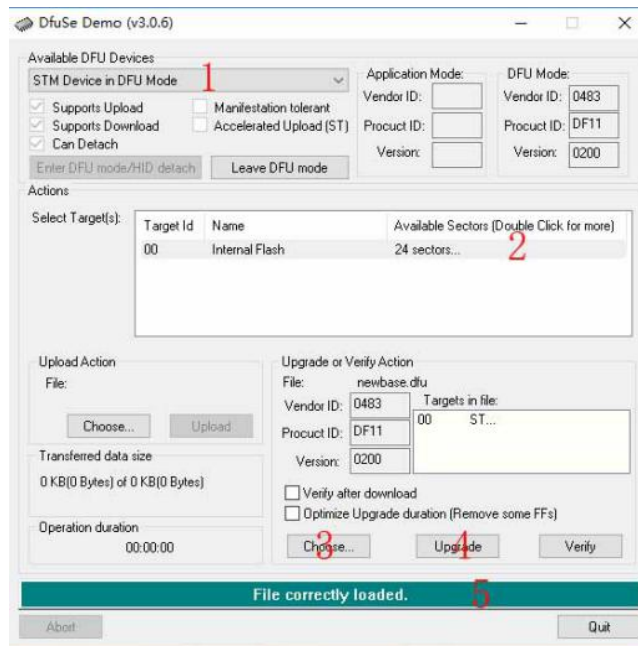 DfuSe Demo (v3.0.6)
Available DFU Devices
STM Device in DFU Mode
1
Supports Upload
Manifestation tolerant
Supports Download
Accelerated Upload (ST)
Can Detach
Enter DFU mode/HID detach
Leave DFU mode
Application Mode:
Vendor ID:
Procuct ID:
Version:
DFU Mode:
Vendor ID: 0483
Procuct ID: DF11
Version: 0200
Actions
Select Target(s):
Target Id Name Available Sectors (Double Click for more)
00 Internal Flash 24 sectors...
2
Upload Action
File:
Choose... Upload
Transferred data size
0 KB(0 Bytes) of 0 KB(0 Bytes)
Operation duration
00:00:00
Upgrade or Verify Action
File: newbase.dfu
Vendor ID: 0483
Procuct ID: DF11
Version: 0200
Targets in file:
00 ST...
Verify after download
Optimize Upgrade duration (Remove some FFs)
Choose... Upgrade Verify
3 4
File correctly loaded. 5
Abort Quit